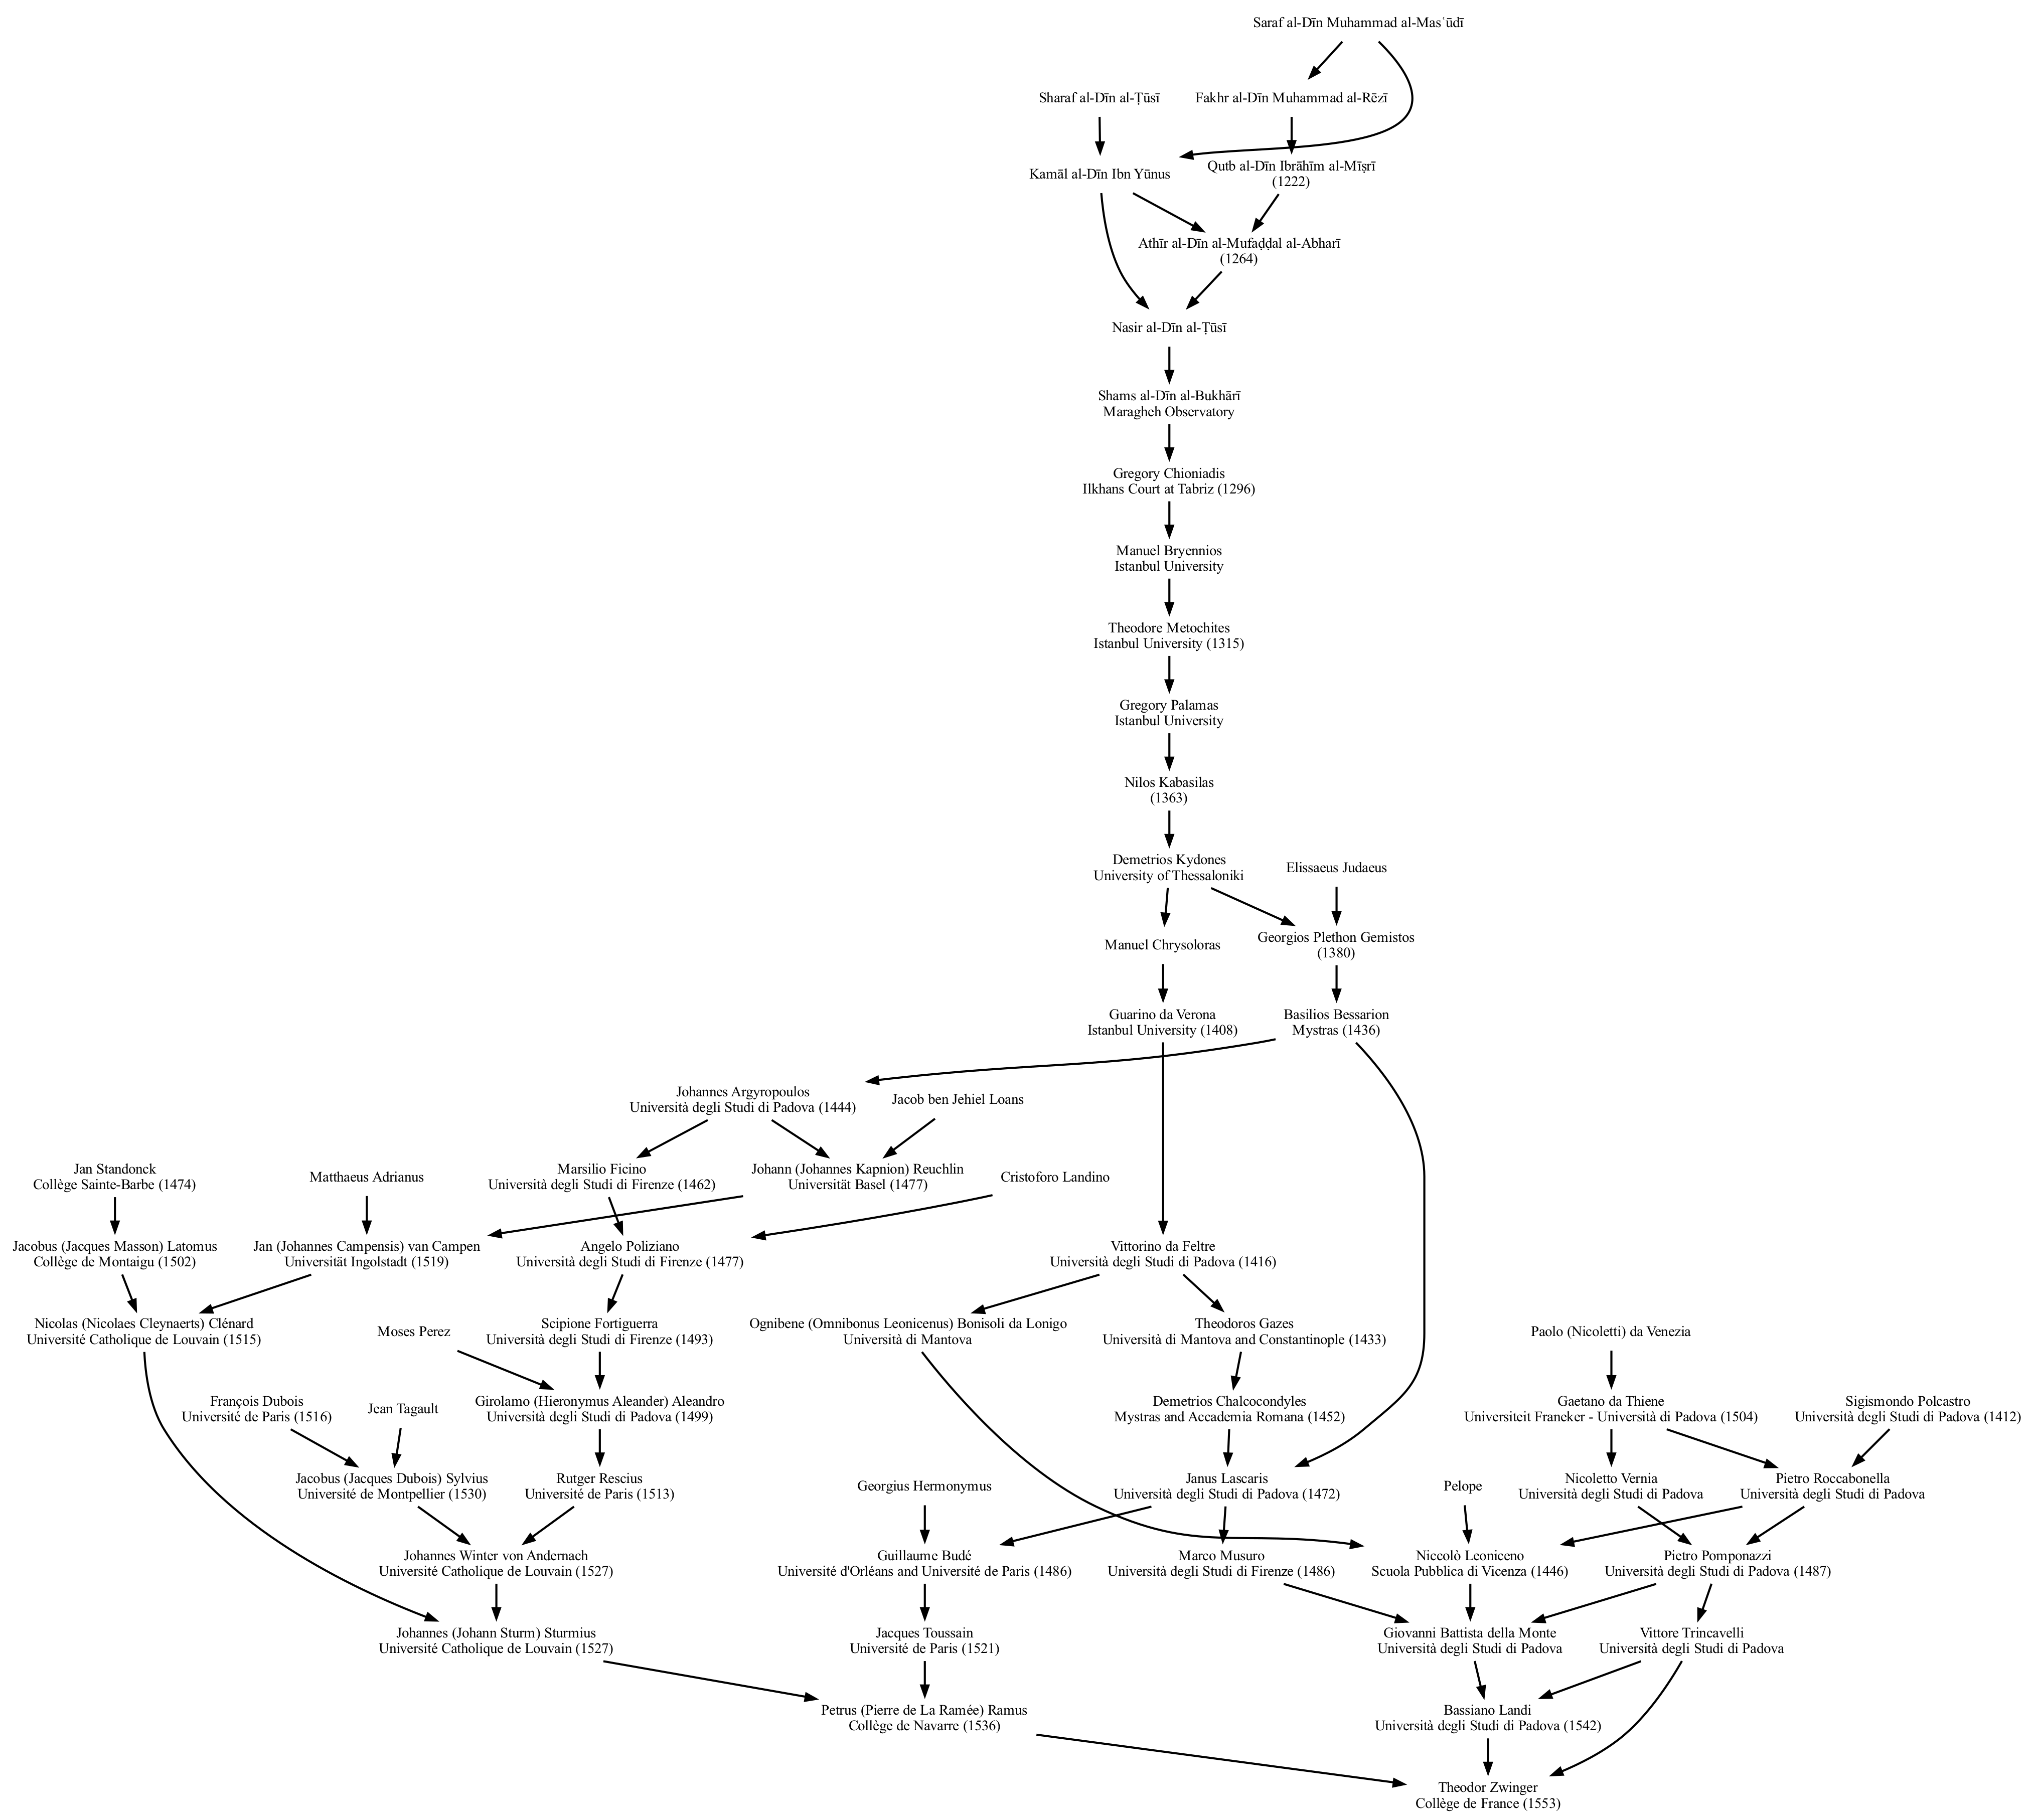 Saraf al-Dīn Muhammad al-Masʿūdī
Sharaf al-Dīn al-Ṭūsī
Fakhr al-Dīn Muhammad al-Rēzī
Kamāl al-Dīn Ibn Yūnus
Qutb al-Dīn Ibrāhīm al-Mīṣrī
(1222)
Athīr al-Dīn al-Mufaḍḍal al-Abharī
(1264)
Nasir al-Dīn al-Ṭūsī
Shams al-Dīn al-Bukhārī
Maragheh Observatory
Gregory Chioniadis
Ilkhans Court at Tabriz (1296)
Manuel Bryennios
Istanbul University
Theodore Metochites
Istanbul University (1315)
Gregory Palamas
Istanbul University
Nilos Kabasilas
(1363)
Demetrios Kydones
University of Thessaloniki
Elissaeus Judaeus
Manuel Chrysoloras
Georgios Plethon Gemistos
(1380)
Guarino da Verona
Istanbul University (1408)
Basilios Bessarion
Mystras (1436)
Johannes Argyropoulos
Università degli Studi di Padova (1444)
Jacob ben Jehiel Loans
Jan Standonck
Collège Sainte-Barbe (1474)
Matthaeus Adrianus
Marsilio Ficino
Università degli Studi di Firenze (1462)
Johann (Johannes Kapnion) Reuchlin
Universität Basel (1477)
Cristoforo Landino
Jacobus (Jacques Masson) Latomus
Collège de Montaigu (1502)
Jan (Johannes Campensis) van Campen
Universität Ingolstadt (1519)
Angelo Poliziano
Università degli Studi di Firenze (1477)
Vittorino da Feltre
Università degli Studi di Padova (1416)
Nicolas (Nicolaes Cleynaerts) Clénard
Université Catholique de Louvain (1515)
Moses Perez
Scipione Fortiguerra
Università degli Studi di Firenze (1493)
Ognibene (Omnibonus Leonicenus) Bonisoli da Lonigo
Università di Mantova
Theodoros Gazes
Università di Mantova and Constantinople (1433)
Paolo (Nicoletti) da Venezia
François Dubois
Université de Paris (1516)
Jean Tagault
Girolamo (Hieronymus Aleander) Aleandro
Università degli Studi di Padova (1499)
Demetrios Chalcocondyles
Mystras and Accademia Romana (1452)
Gaetano da Thiene
Universiteit Franeker - Università di Padova (1504)
Sigismondo Polcastro
Università degli Studi di Padova (1412)
Jacobus (Jacques Dubois) Sylvius
Université de Montpellier (1530)
Rutger Rescius
Université de Paris (1513)
Georgius Hermonymus
Janus Lascaris
Università degli Studi di Padova (1472)
Pelope
Nicoletto Vernia
Università degli Studi di Padova
Pietro Roccabonella
Università degli Studi di Padova
Johannes Winter von Andernach
Université Catholique de Louvain (1527)
Guillaume Budé
Université d'Orléans and Université de Paris (1486)
Marco Musuro
Università degli Studi di Firenze (1486)
Niccolò Leoniceno
Scuola Pubblica di Vicenza (1446)
Pietro Pomponazzi
Università degli Studi di Padova (1487)
Johannes (Johann Sturm) Sturmius
Université Catholique de Louvain (1527)
Jacques Toussain
Université de Paris (1521)
Giovanni Battista della Monte
Università degli Studi di Padova
Vittore Trincavelli
Università degli Studi di Padova
Petrus (Pierre de La Ramée) Ramus
Collège de Navarre (1536)
Bassiano Landi
Università degli Studi di Padova (1542)
Theodor Zwinger
Collège de France (1553)